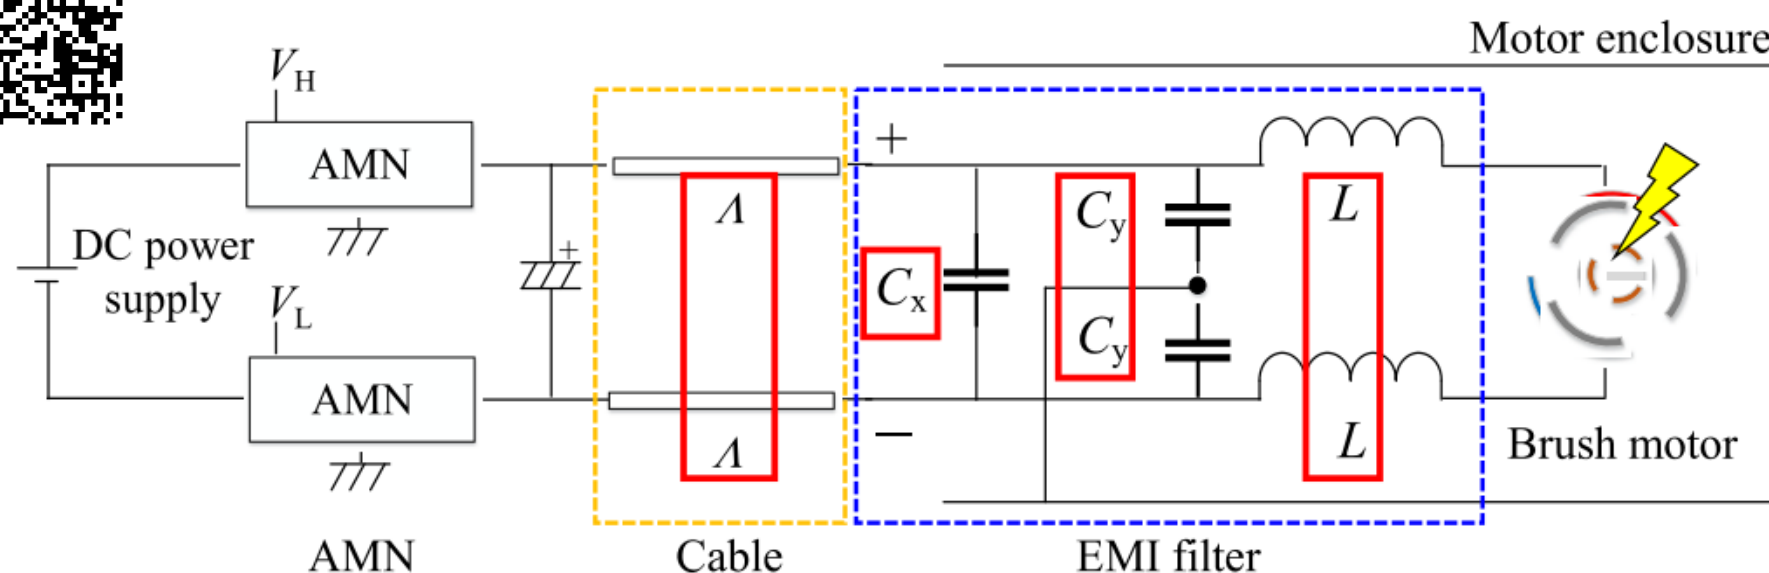 Motor enclosure
V_H
AMN
DC power
supply
V_L
AMN
AMN
+
Λ
Λ
Cable
+
−
C_x
C_y
C_y
L
L
EMI filter
Brush motor